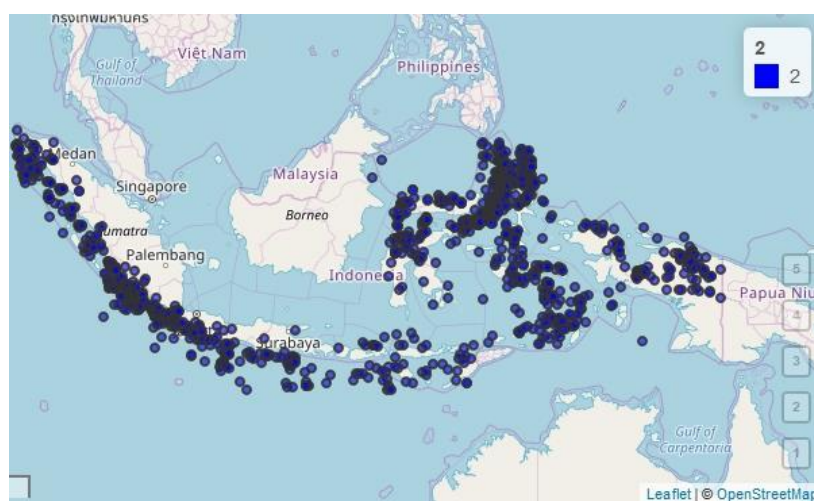 กรุงเทพมหานคร
Việt Nam
Gulf of
Thailand
Philippines
2
2
Medan
Malaysia
Singapore
Borneo
Sumatra
Palembang
Indonesia
5
Papua Niu
4
Surabaya
3
2
Gulf of
Carpentaria
1
Leaflet | © OpenStreetMap